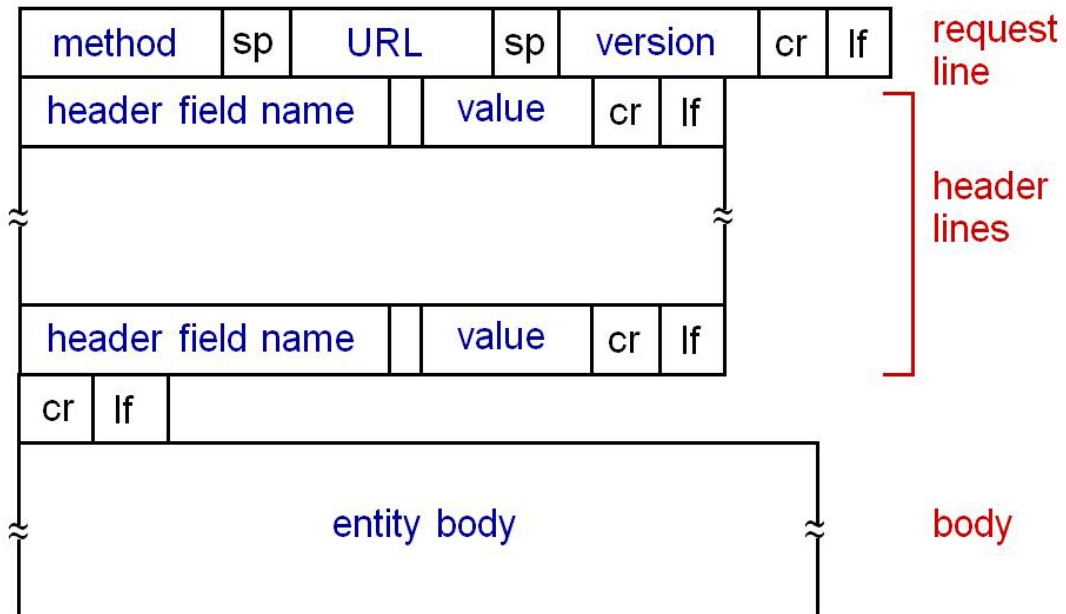 method sp URL sp version cr lf request
line
header field name value cr lf
header
lines
header field name value cr lf
cr lf
entity body body